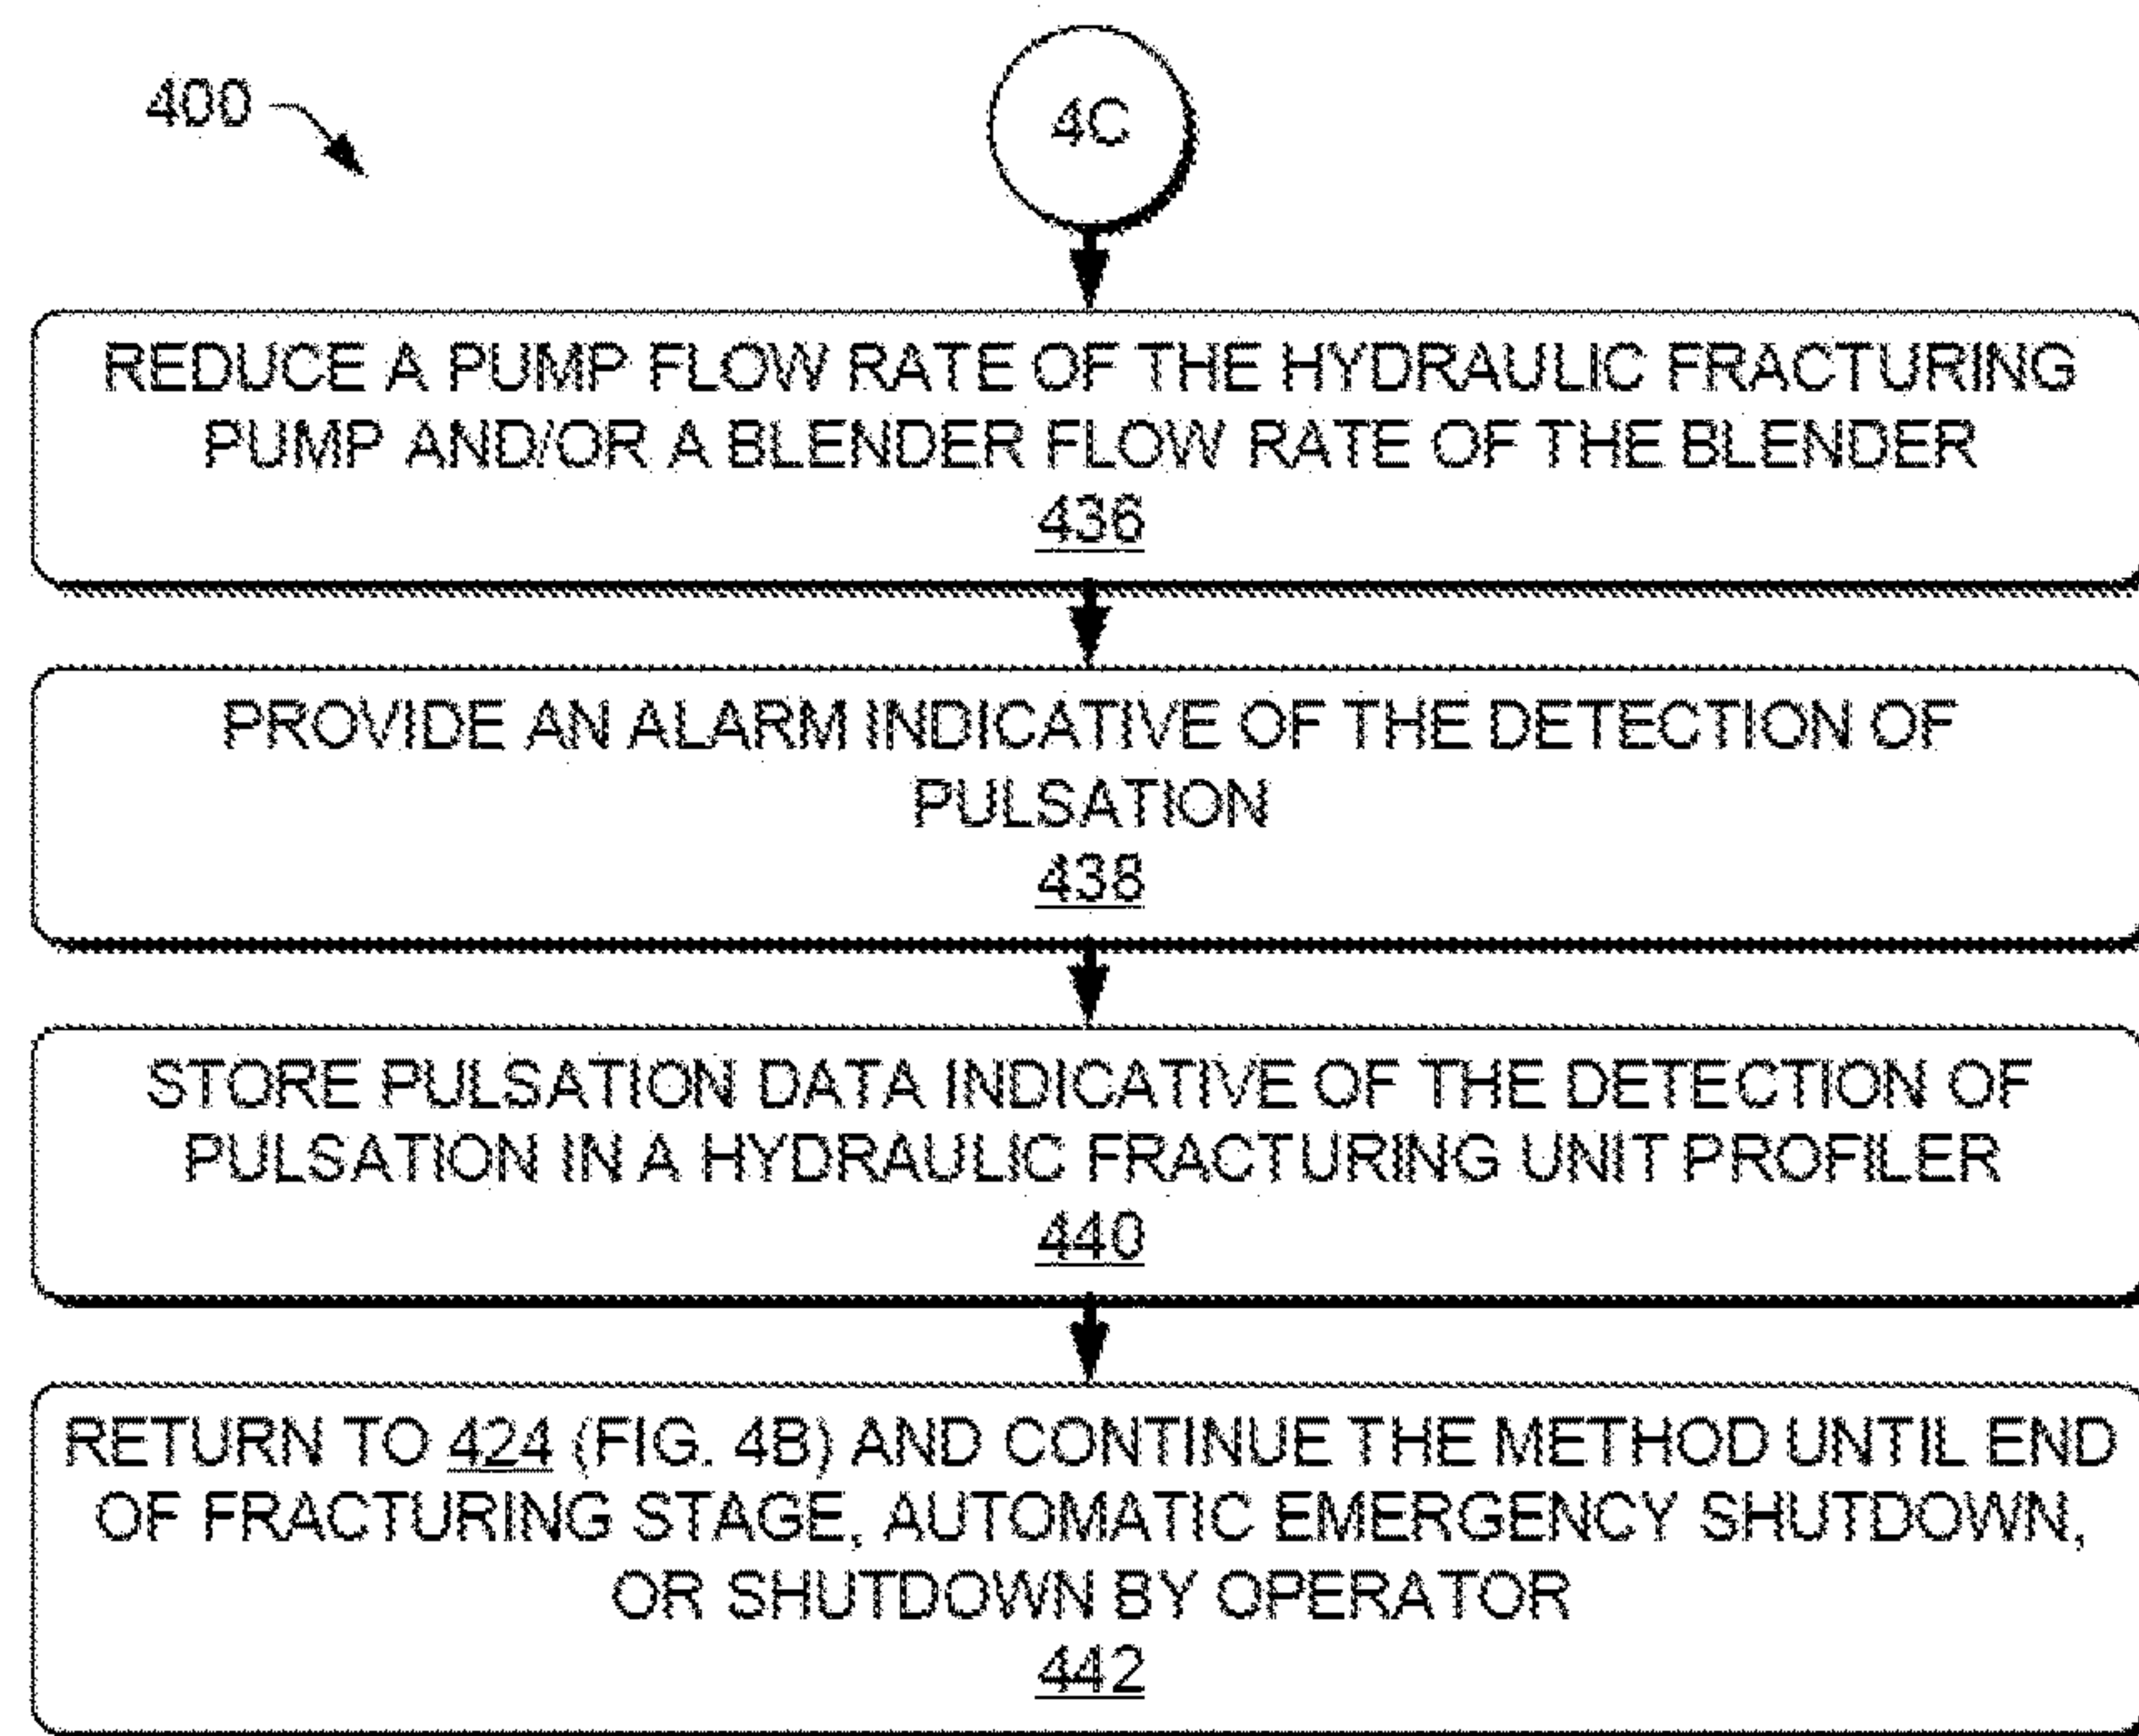 400
4C
REDUCE A PUMP FLOW RATE OF THE HYDRAULIC FRACTURING
PUMP AND/OR A BLENDER FLOW RATE OF THE BLENDER
436
PROVIDE AN ALARM INDICATIVE OF THE DETECTION OF
PULSATION
438
STORE PULSATION DATA INDICATIVE OF THE DETECTION OF
PULSATION IN A HYDRAULIC FRACTURING UNIT PROFILER
440
RETURN TO 424 (FIG. 4B) AND CONTINUE THE METHOD UNTIL END
OF FRACTURING STAGE, AUTOMATIC EMERGENCY SHUTDOWN,
OR SHUTDOWN BY OPERATOR
442